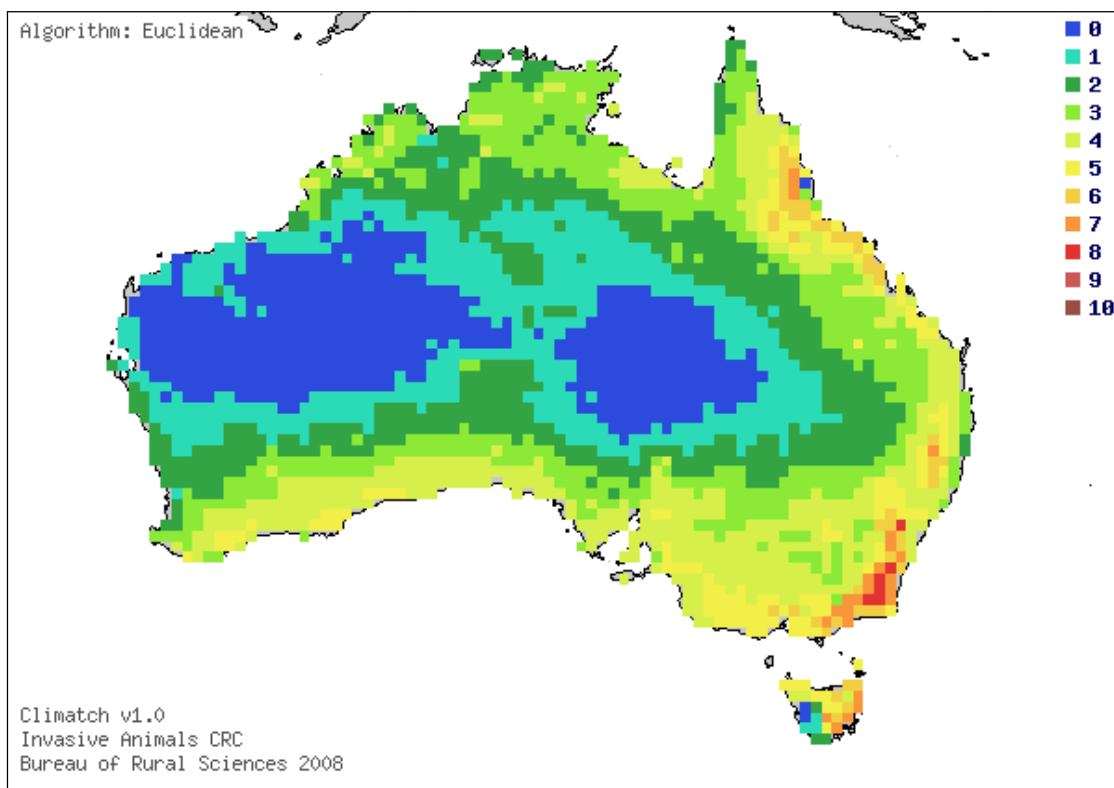 Algorithm: Euclidean
0
1
2
3
4
5
6
7
8
9
10
Climatch v1.0
Invasive Animals CRC
Bureau of Rural Sciences 2008